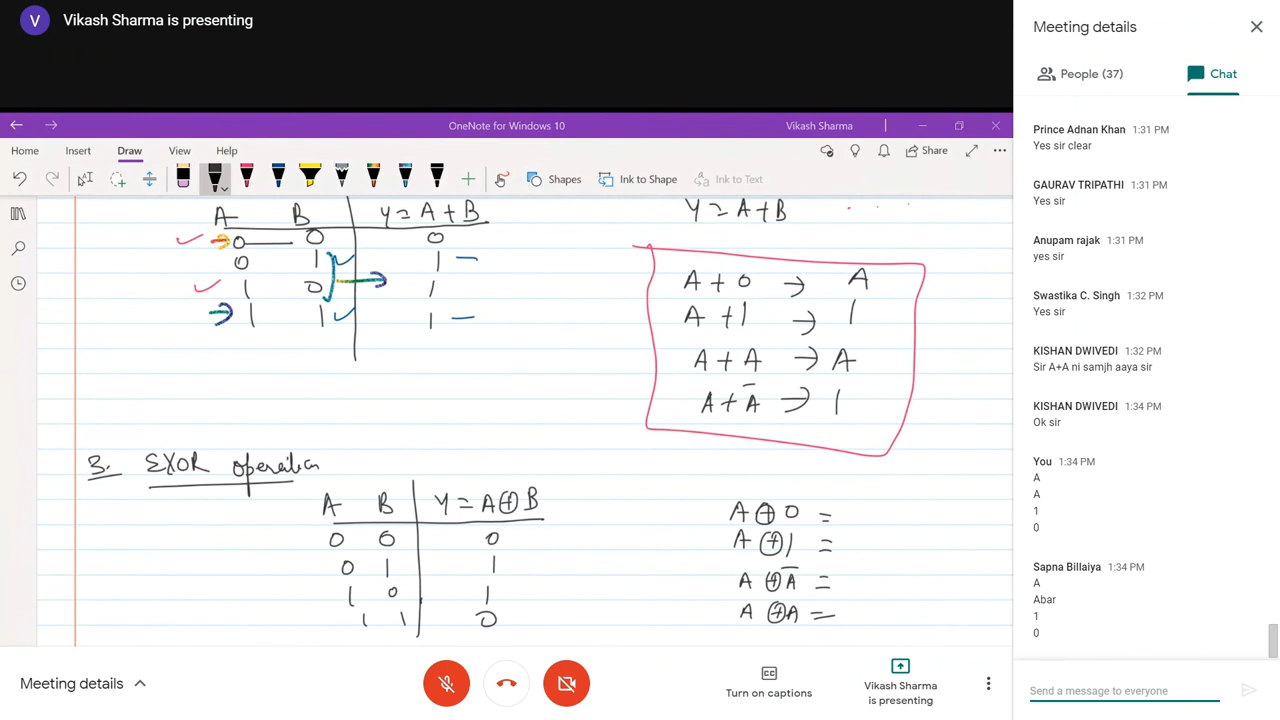 V Vikash Sharma is presenting
OneNote for Windows 10
Vikash Sharma
Home Insert Draw View Help
Share
Shapes
Ink to Shape
Ink to Text
A B Y = A + B
0 0 0
0 1 1
1 0 1
1 1 1
Y = A + B
A + 0 → A
A + 1 → 1
A + A → A
A + A̅ → 1
3. EXOR operation
A B Y = A ⊕ B
0 0 0
0 1 1
1 0 1
1 1 0
A ⊕ 0 =
A ⊕ 1 =
A ⊕ A̅ =
A ⊕ A =
Meeting details
Turn on captions
Vikash Sharma
is presenting
Meeting details
People (37)
Chat
Prince Adnan Khan 1:31 PM
Yes sir clear
GAURAV TRIPATHI 1:31 PM
Yes sir
Anupam rajak 1:31 PM
yes sir
Swastika C. Singh 1:32 PM
Yes sir
KISHAN DWIVEDI 1:32 PM
Sir A+A ni samjh aaya sir
KISHAN DWIVEDI 1:34 PM
Ok sir
You 1:34 PM
A
A
1
0
Sapna Billaiya 1:34 PM
A
Abar
1
0
Send a message to everyone